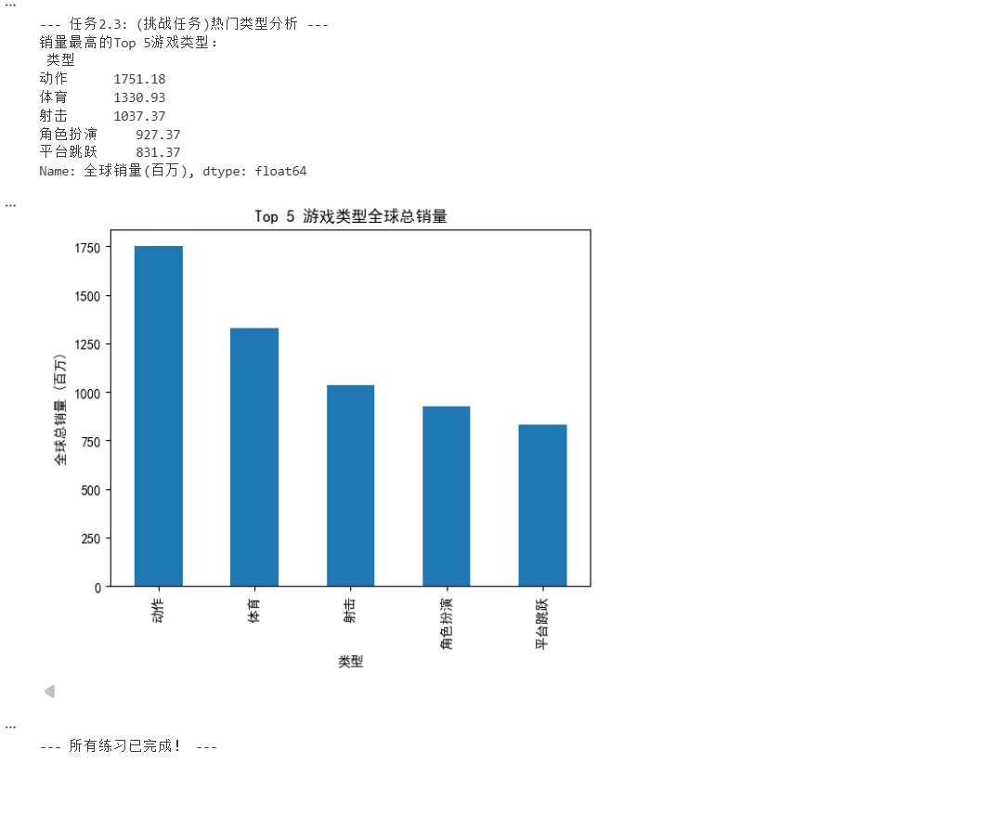 ...
--- 任务2.3: (挑战任务)热门类型分析 ---
销量最高的Top 5游戏类型:
类型
动作 1751.18
体育 1330.93
射击 1037.37
角色扮演 927.37
平台跳跃 831.37
Name: 全球销量(百万), dtype: float64
...
Top 5 游戏类型全球总销量
全球总销量 (百万)
1750
1500
1250
1000
750
500
250
0
动作 体育 射击 角色扮演 平台跳跃
类型
...
--- 所有练习已完成! ---